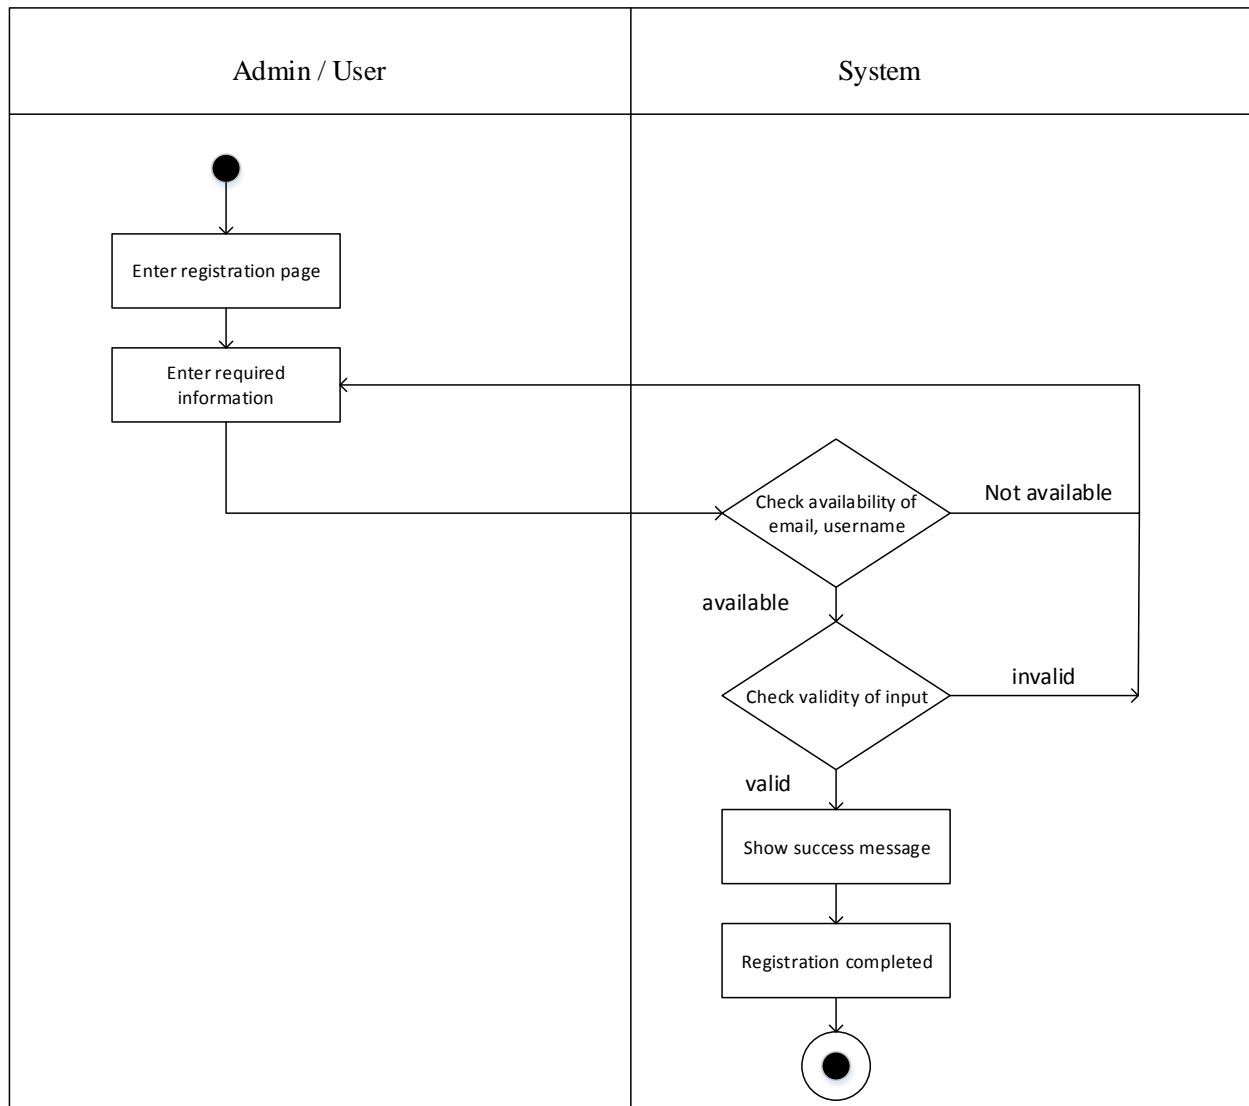 Admin / User
System
Enter registration page
Enter required
information
Check availability of
email, username
Not available
available
Check validity of input
invalid
valid
Show success message
Registration completed